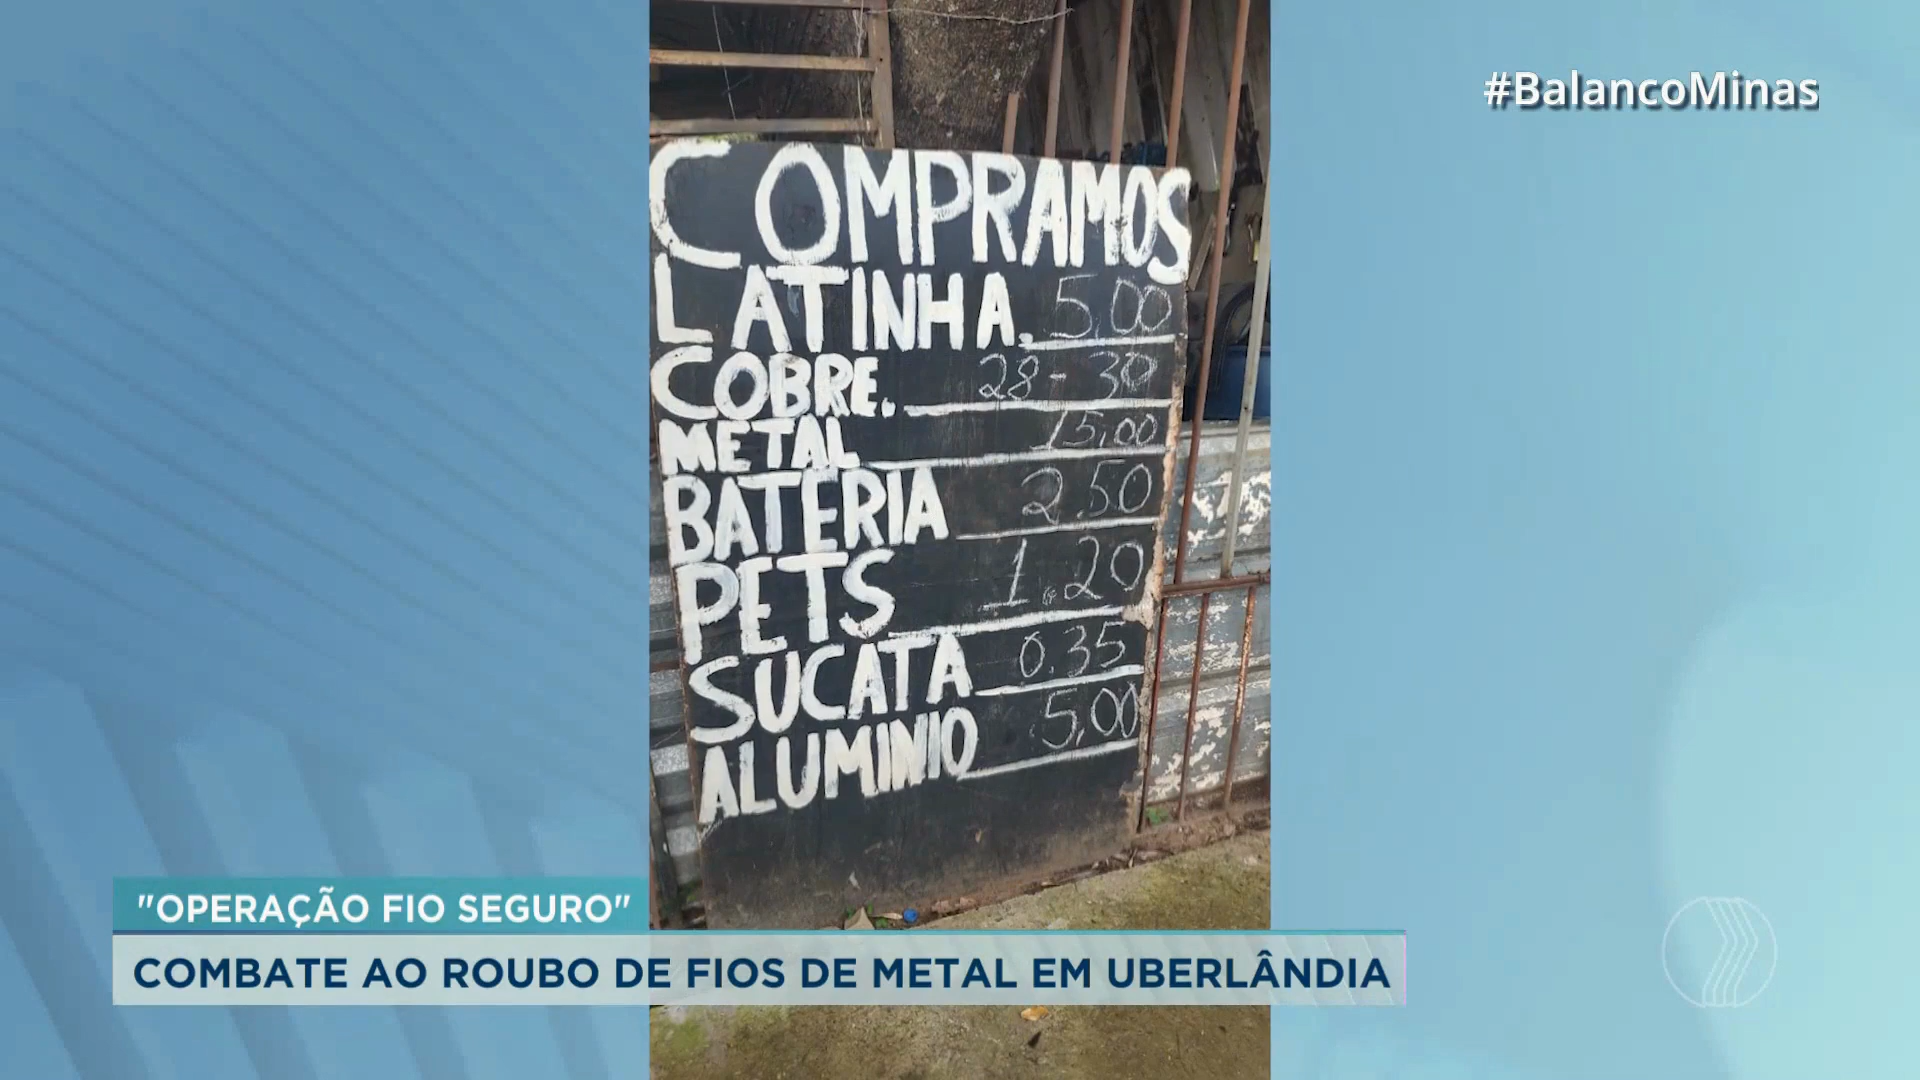 #BalancoMinas
COMPRAMOS
LATINHA. 5,00
COBRE. 28-30
METAL 15,00
BATERIA 2.50
PETS 1.20
SUCATA 0.35
ALUMINIO 5,00
"OPERAÇÃO FIO SEGURO"
COMBATE AO ROUBO DE FIOS DE METAL EM UBERLÂNDIA